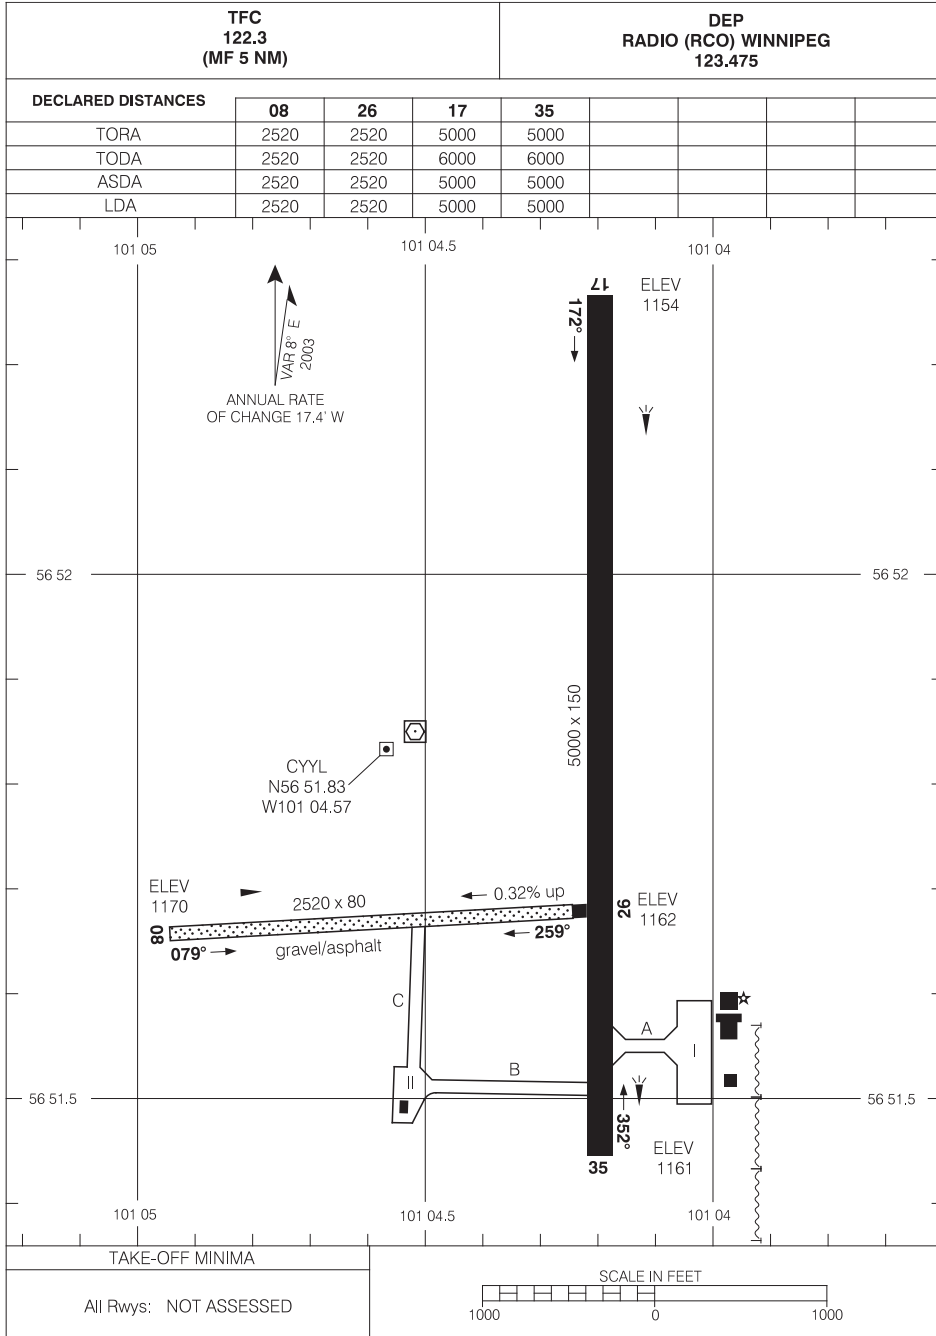 TFC
122.3
(MF 5 NM)
DEP
RADIO (RCO) WINNIPEG
123.475
DECLARED DISTANCES
08 26 17 35
TORA 2520 2520 5000 5000
TODA 2520 2520 6000 6000
ASDA 2520 2520 5000 5000
LDA 2520 2520 5000 5000
101 05 101 04.5 101 04
17
ELEV
1154
172°
VAR 8° E
2003
ANNUAL RATE
OF CHANGE 17.4' W
56 52 56 52
5000 x 150
CYYL
N56 51.83
W101 04.57
ELEV
1170
2520 x 80
0.32% up
26
ELEV
1162
08
079°
gravel/asphalt
259°
C
A
I
B
II
56 51.5 56 51.5
352°
ELEV
1161
35
101 05 101 04.5 101 04
TAKE-OFF MINIMA
All Rwys: NOT ASSESSED
SCALE IN FEET
1000 0 1000